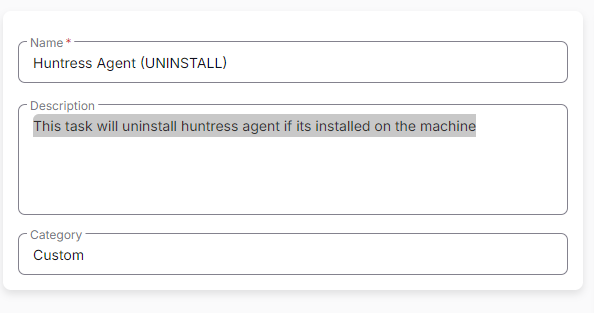 Name *
Huntress Agent (UNINSTALL)
Description
This task will uninstall huntress agent if its installed on the machine
Category
Custom